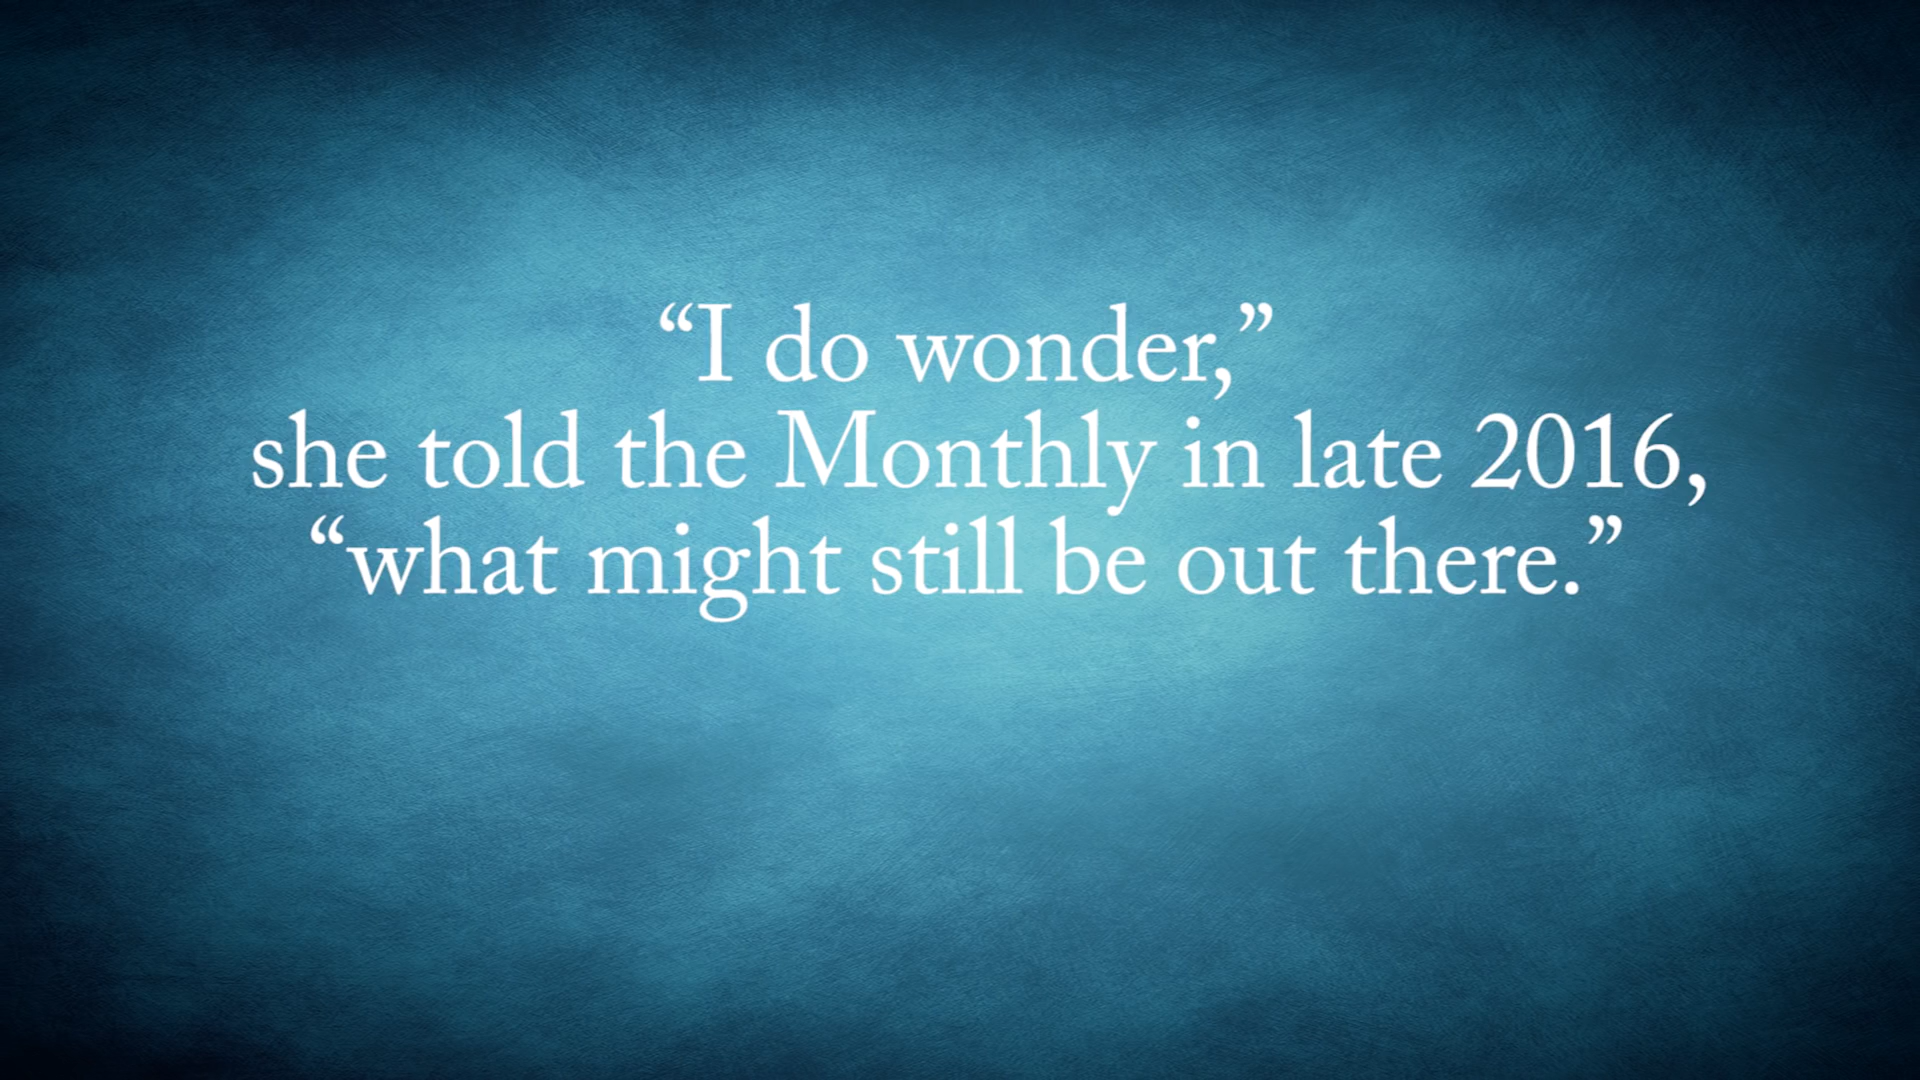 “I do wonder,”
she told the Monthly in late 2016,
“what might still be out there.”